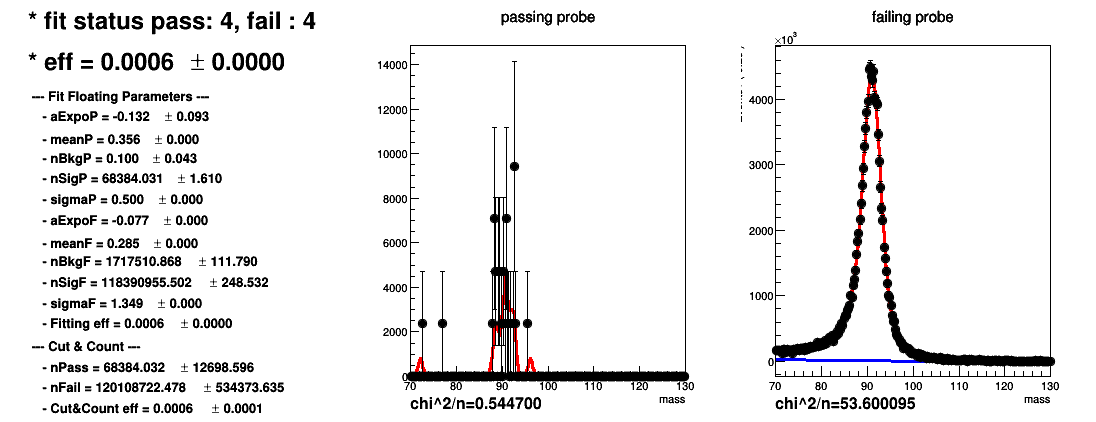 * fit status pass: 4, fail : 4
* eff = 0.0006 ± 0.0000
--- Fit Floating Parameters ---
- aExpoP = -0.132 ± 0.093
- meanP = 0.356 ± 0.000
- nBkgP = 0.100 ± 0.043
- nSigP = 68384.031 ± 1.610
- sigmaP = 0.500 ± 0.000
- aExpoF = -0.077 ± 0.000
- meanF = 0.285 ± 0.000
- nBkgF = 1717510.868 ± 111.790
- nSigF = 118390955.502 ± 248.532
- sigmaF = 1.349 ± 0.000
- Fitting eff = 0.0006 ± 0.0000
--- Cut & Count ---
- nPass = 68384.032 ± 12698.596
- nFail = 120108722.478 ± 534373.635
- Cut&Count eff = 0.0006 ± 0.0001
passing probe
14000
12000
10000
8000
6000
4000
2000
0
70 80 90 100 110 120 130
mass
chi^2/n=0.544700
failing probe
×10³
4000
3000
2000
1000
0
70 80 90 100 110 120 130
mass
chi^2/n=53.600095